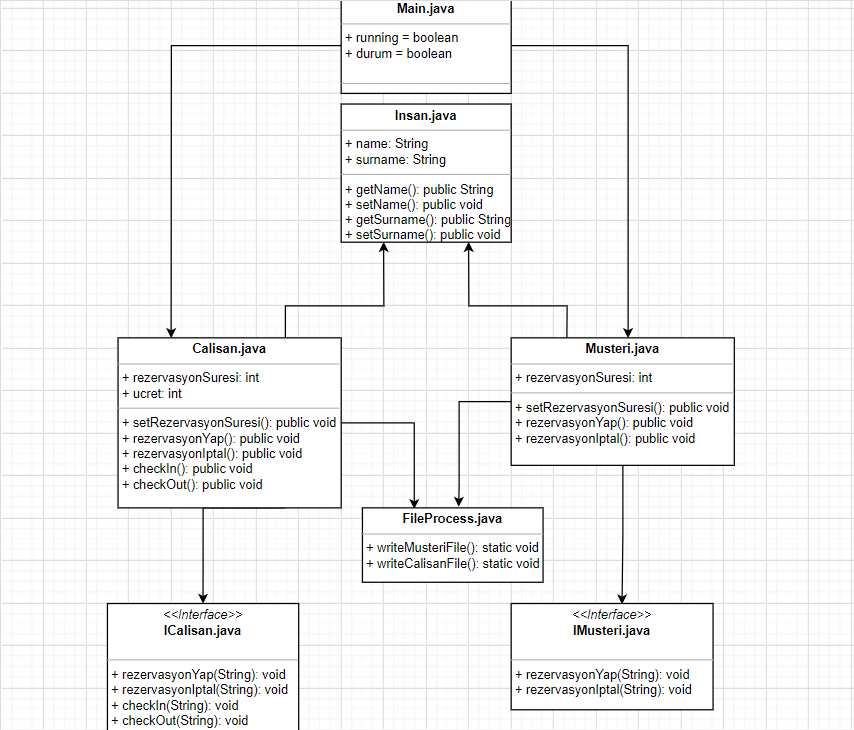 Main.java
+ running = boolean
+ durum = boolean
Insan.java
+ name: String
+ surname: String
+ getName(): public String
+ setName(): public void
+ getSurname(): public String
+ setSurname(): public void
Calisan.java
+ rezervasyonSuresi: int
+ ucret: int
+ setRezervasyonSuresi(): public void
+ rezervasyonYap(): public void
+ rezervasyonIptal(): public void
+ checkIn(): public void
+ checkOut(): public void
Musteri.java
+ rezervasyonSuresi: int
+ setRezervasyonSuresi(): public void
+ rezervasyonYap(): public void
+ rezervasyonIptal(): public void
FileProcess.java
+ writeMusteriFile(): static void
+ writeCalisanFile(): static void
<<Interface>>
ICalisan.java
+ rezervasyonYap(String): void
+ rezervasyonIptal(String): void
+ checkIn(String): void
+ checkOut(String): void
<<Interface>>
IMusteri.java
+ rezervasyonYap(String): void
+ rezervasyonIptal(String): void